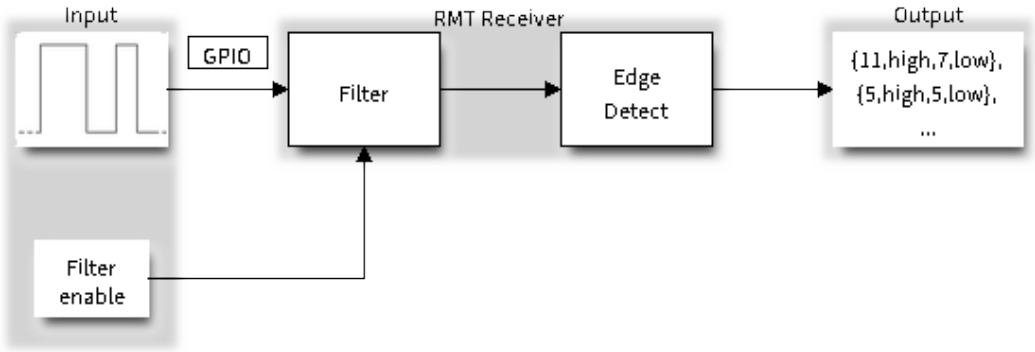 Input
RMT Receiver
Output
GPIO
Filter
Edge
Detect
{11,high,7,low},
{5,high,5,low},
...
Filter
enable